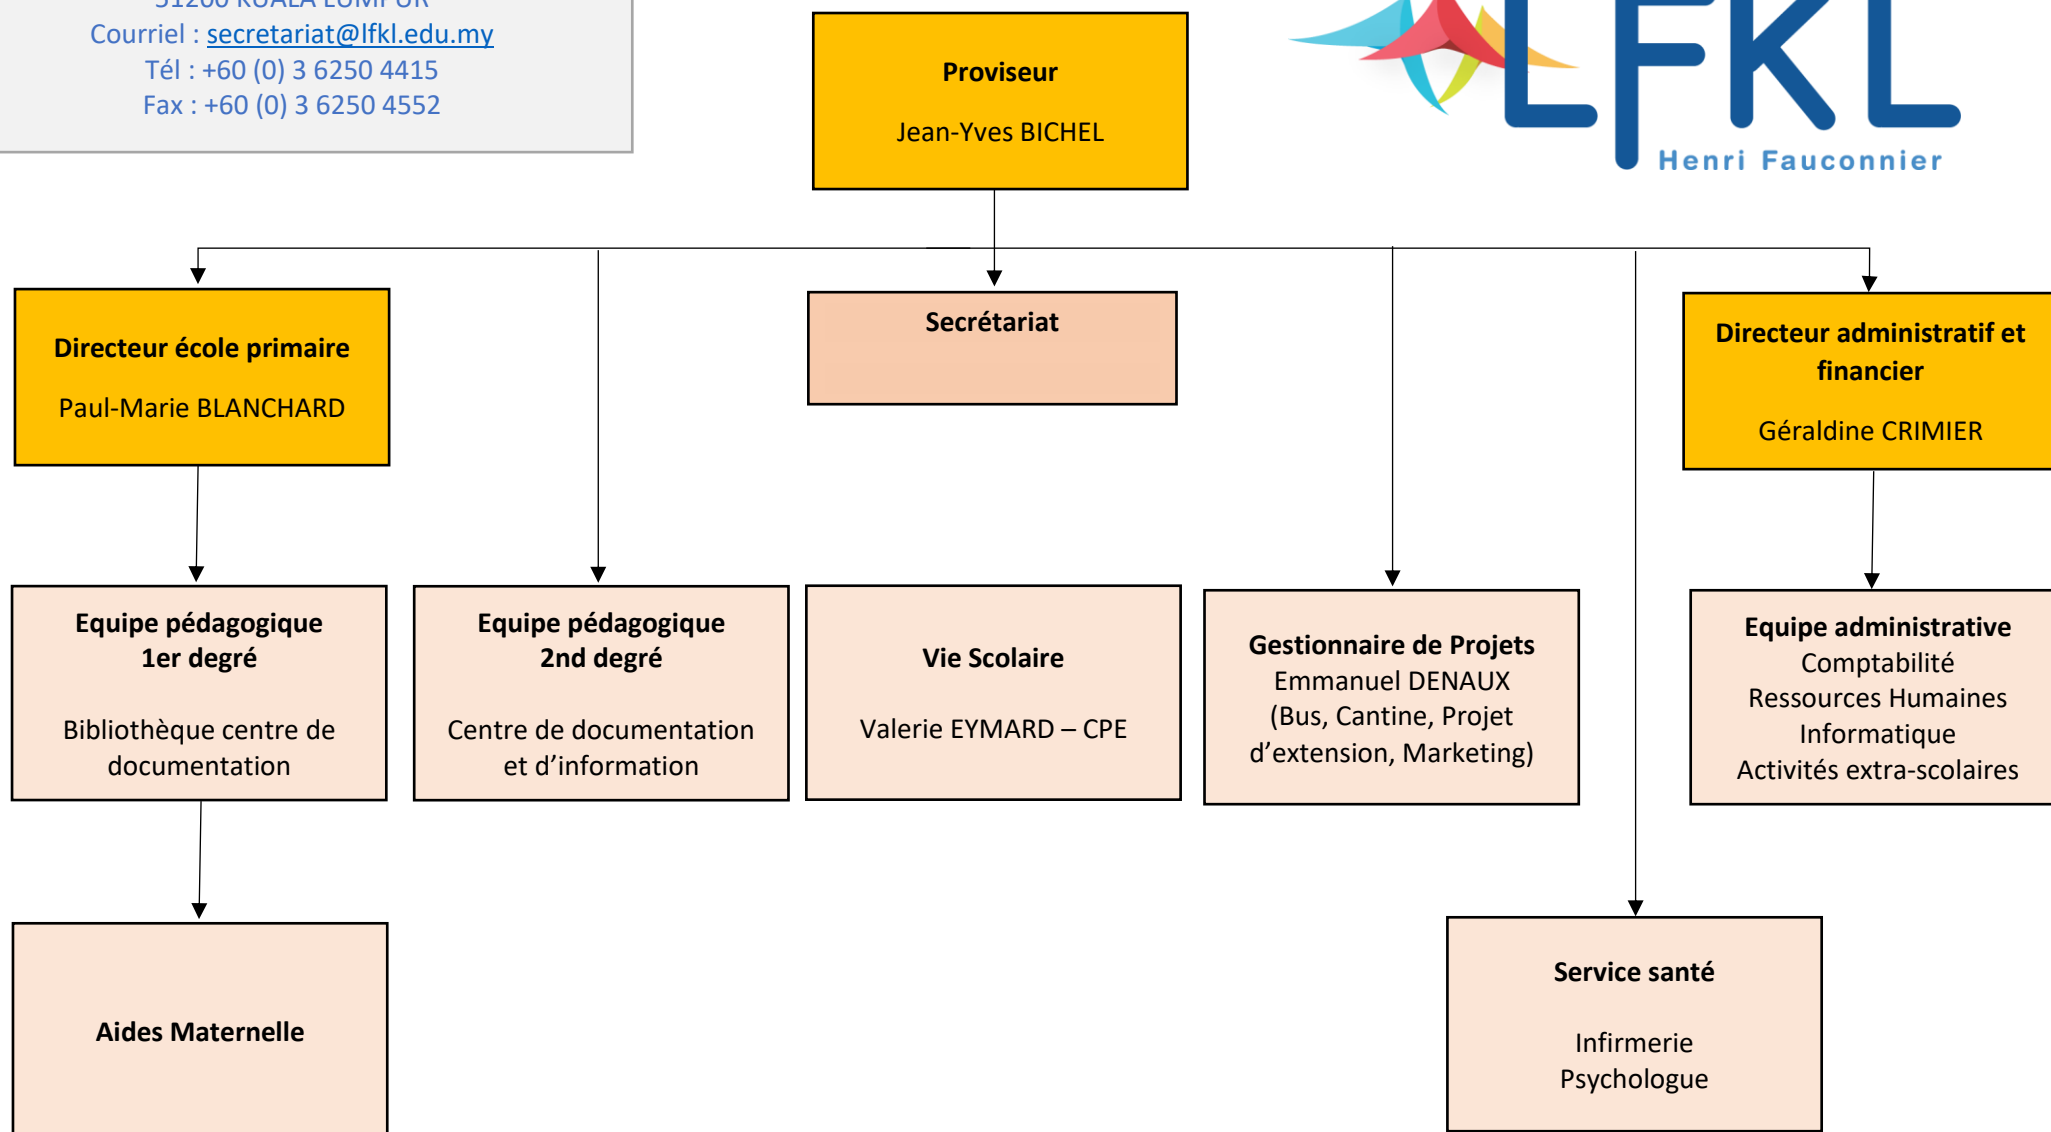 51200 KUALA LUMPUR
Courriel : secretariat@lfkl.edu.my
Tél : +60 (0) 3 6250 4415
Fax : +60 (0) 3 6250 4552
LFKL
Henri Fauconnier
Proviseur
Jean-Yves BICHEL
Directeur école primaire
Paul-Marie BLANCHARD
Secrétariat
Directeur administratif et
financier
Géraldine CRIMIER
Equipe pédagogique
1er degré
Bibliothèque centre de
documentation
Equipe pédagogique
2nd degré
Centre de documentation
et d’information
Vie Scolaire
Valerie EYMARD – CPE
Gestionnaire de Projets
Emmanuel DENAUX
(Bus, Cantine, Projet
d’extension, Marketing)
Equipe administrative
Comptabilité
Ressources Humaines
Informatique
Activités extra-scolaires
Aides Maternelle
Service santé
Infirmerie
Psychologue